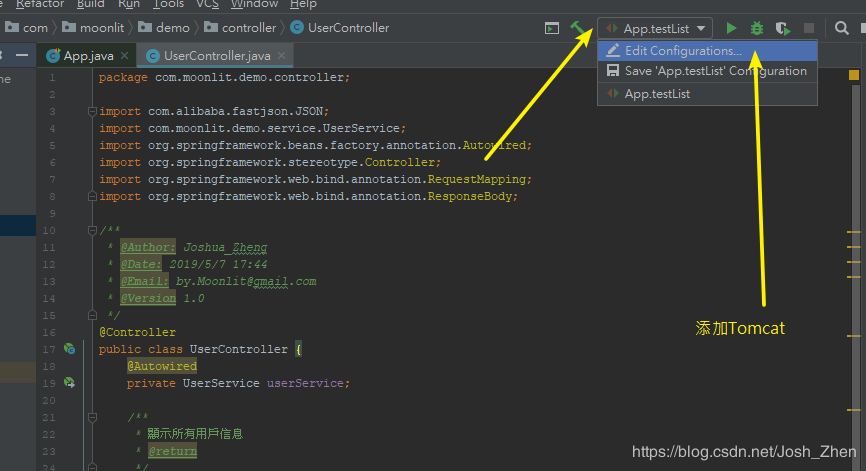 Refactor Build Run Tools VCS Window Help
com moonlit demo controller UserController App.testList
App.java UserController.java Edit Configurations...
Save 'App.testList' Configuration
App.testList
me
1 package com.moonlit.demo.controller;
2
3 import com.alibaba.fastjson.JSON;
4 import com.moonlit.demo.service.UserService;
5 import org.springframework.beans.factory.annotation.Autowired;
6 import org.springframework.stereotype.Controller;
7 import org.springframework.web.bind.annotation.RequestMapping;
8 import org.springframework.web.bind.annotation.ResponseBody;
9
10 /**
11 * @Author: Joshua_Zheng
12 * @Date: 2019/5/7 17:44
13 * @Email: by.Moonlit@gmail.com
14 * @Version 1.0
15 */
16 @Controller
17 public class UserController {
18 @Autowired
19 private UserService userService;
20
21 /**
22 * 顯示所有用戶信息
23 * @return
24 */
添加Tomcat
https://blog.csdn.net/Josh_Zhen